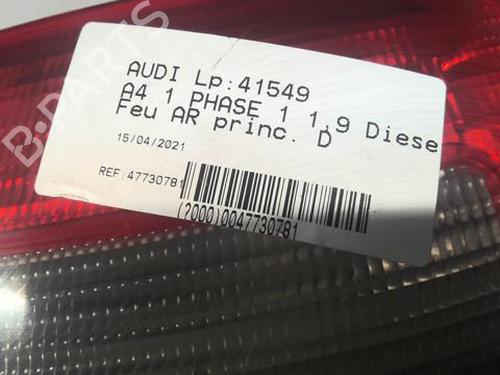 B-PARTS
AUDI Lp:41549
A4 1 PHASE 1 1.9 Diese
Feu AR princ. D
15/04/2021
REF:47730781
(2000)0047730781